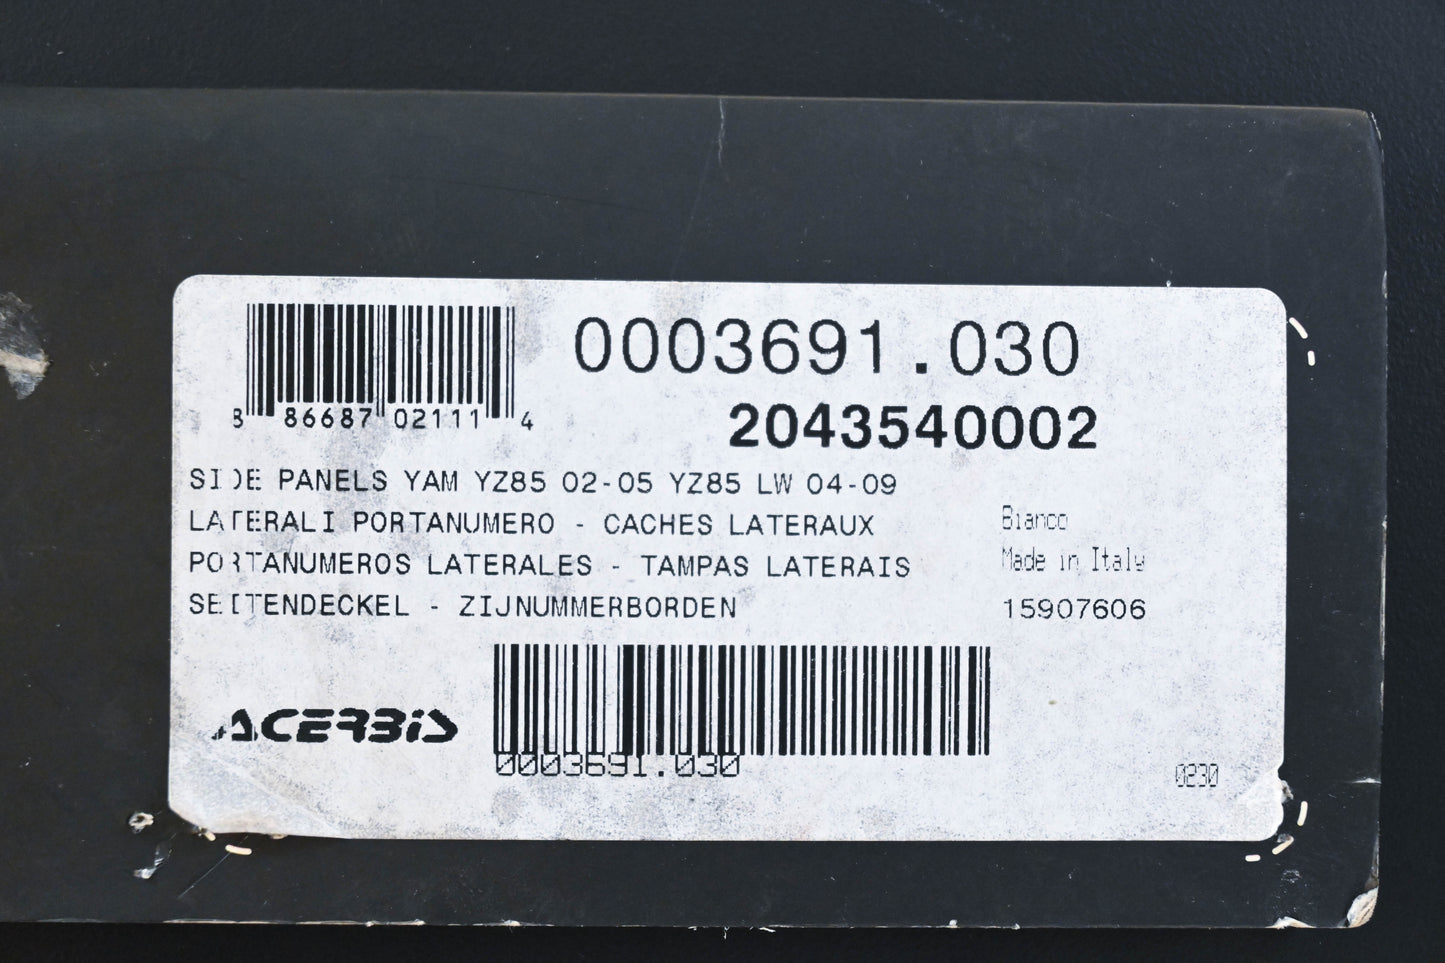 0003691.030
8 86687 02111 4
2043540002
SIDE PANELS YAM YZ85 02-05 YZ85 LW 04-09
LATERALI PORTANUMERO - CACHES LATERAUX
Bianco
PORTANUMEROS LATERALES - TAMPAS LATERAIS
Made in Italy
SEITENDECKEL - ZIJNUMMERBORDEN
15907606
ACERBIS
0003691.030
0230